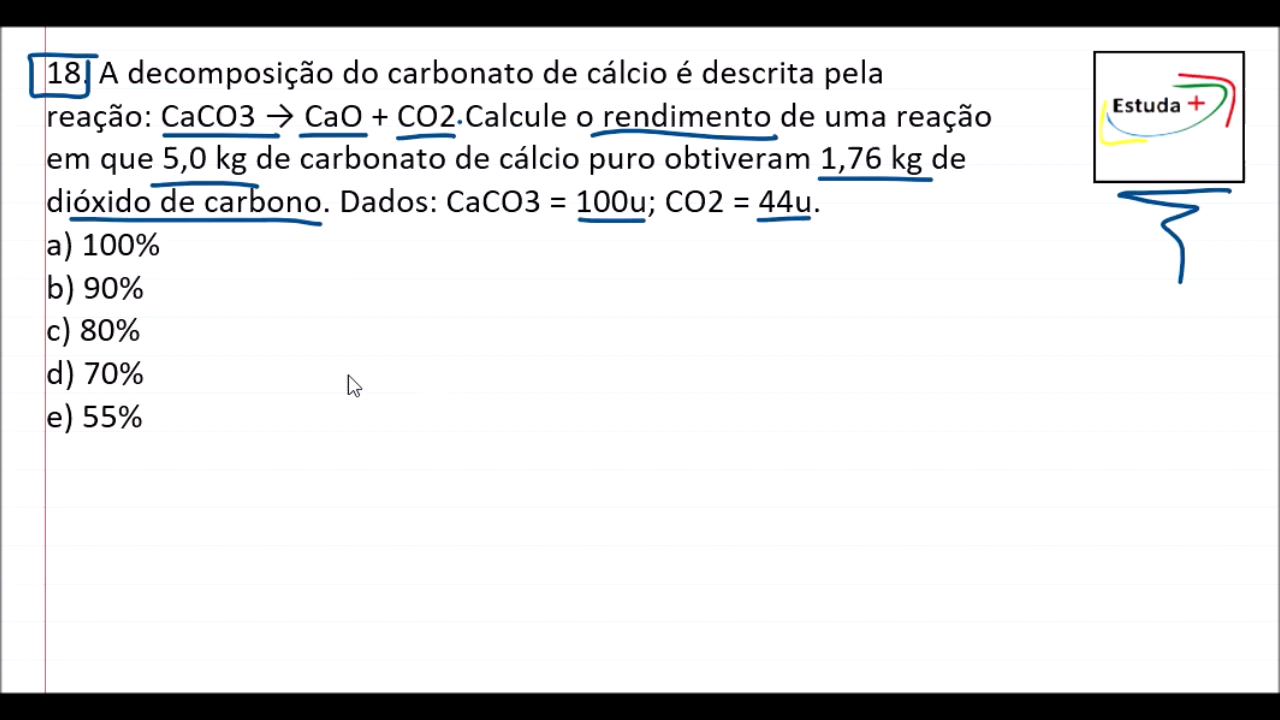 18. A decomposição do carbonato de cálcio é descrita pela
reação: CaCO3 → CaO + CO2. Calcule o rendimento de uma reação
em que 5,0 kg de carbonato de cálcio puro obtiveram 1,76 kg de
dióxido de carbono. Dados: CaCO3 = 100u; CO2 = 44u.
a) 100%
b) 90%
c) 80%
d) 70%
e) 55%
Estuda +